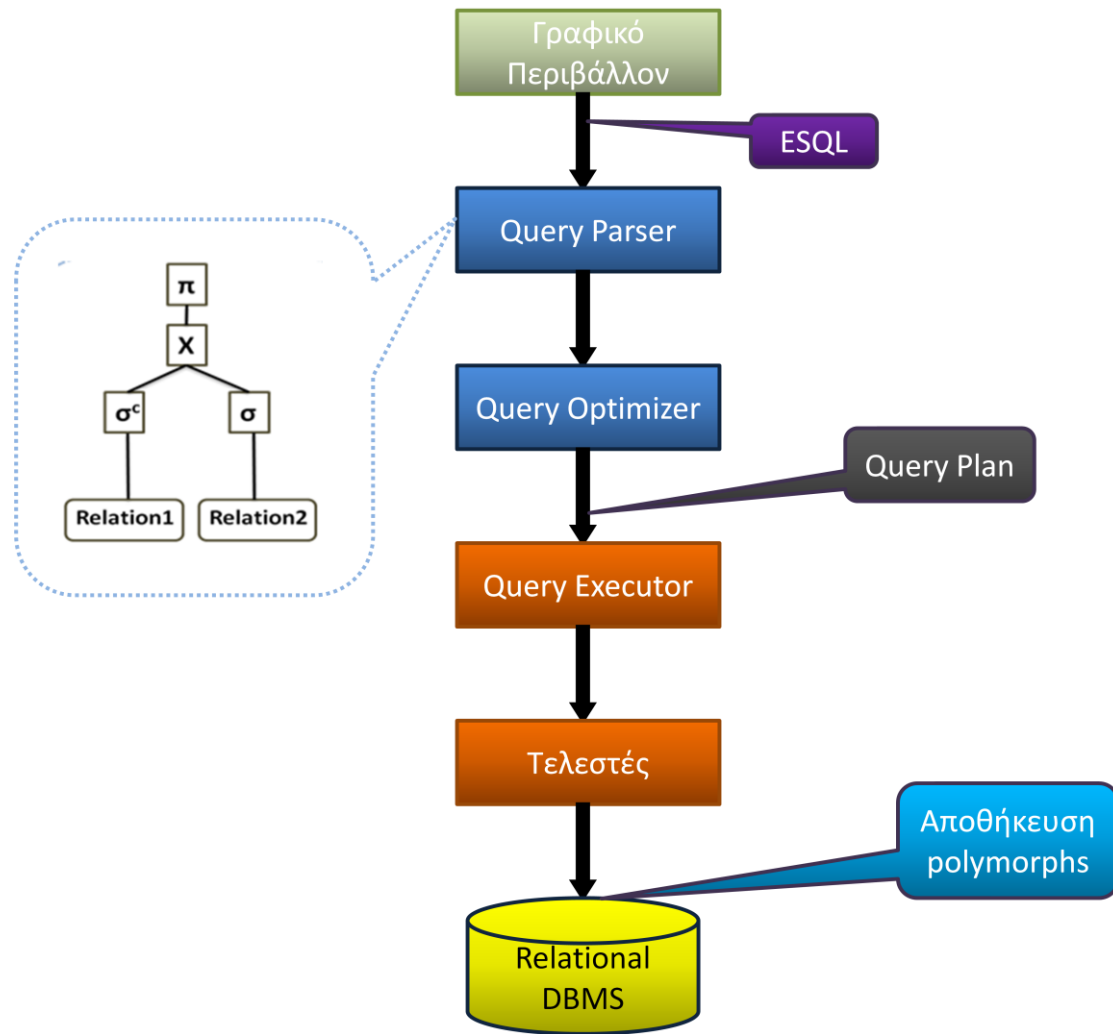 Γραφικό
Περιβάλλον
ESQL
Query Parser
π
X
σᶜ
σ
Relation1
Relation2
Query Optimizer
Query Plan
Query Executor
Τελεστές
Αποθήκευση
polymorphs
Relational
DBMS